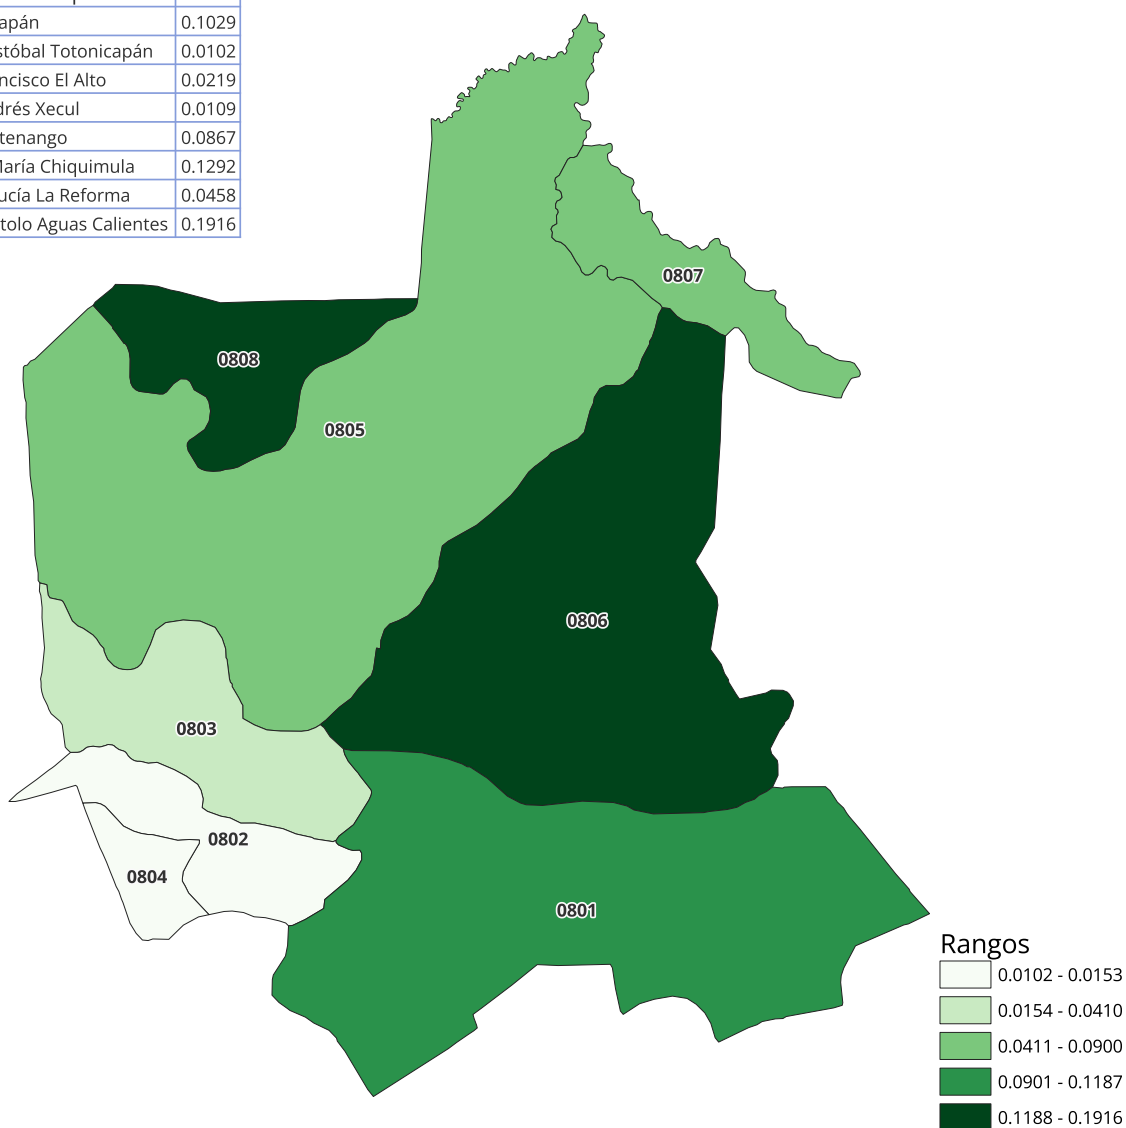 apán 0.1029
stóbal Totonicapán 0.0102
ncisco El Alto 0.0219
drés Xecul 0.0109
tenango 0.0867
María Chiquimula 0.1292
ucía La Reforma 0.0458
tolo Aguas Calientes 0.1916
0807
0808
0805
0806
0803
0802
0804
0801
Rangos
0.0102 - 0.0153
0.0154 - 0.0410
0.0411 - 0.0900
0.0901 - 0.1187
0.1188 - 0.1916